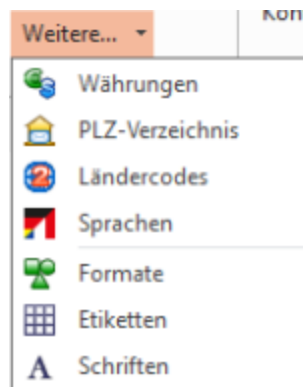 Weitere...
Währungen
PLZ-Verzeichnis
Ländercodes
Sprachen
Formate
Etiketten
Schriften